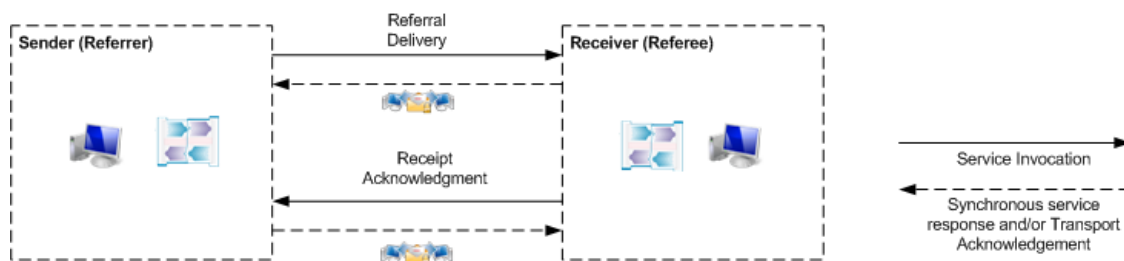 Sender (Referrer)
Referral
Delivery
Receiver (Referee)
Receipt
Acknowledgment
Service Invocation
Synchronous service
response and/or Transport
Acknowledgement